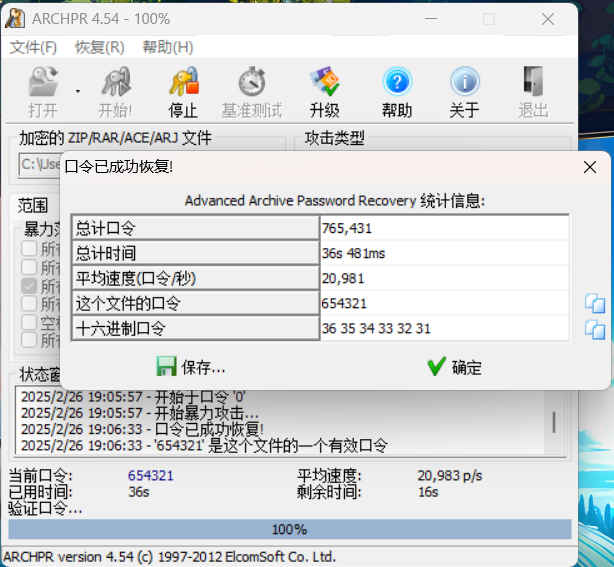 ARCHPR 4.54 - 100%
文件(F) 恢复(R) 帮助(H)
打开 开始! 停止 基准测试 升级 帮助 关于 退出
加密的 ZIP/RAR/ACE/ARJ 文件 攻击类型
C:\Use
口令已成功恢复!
Advanced Archive Password Recovery 统计信息:
总计口令 765,431
总计时间 36s 481ms
平均速度(口令/秒) 20,981
这个文件的口令 654321
十六进制口令 36 35 34 33 32 31
保存... 确定
范围
暴力
所有
所有
所有
所有
空格
所有
状态窗
2025/2/26 19:05:57 - 开始于口令 '0'
2025/2/26 19:05:57 - 开始暴力攻击...
2025/2/26 19:06:33 - 口令已成功恢复!
2025/2/26 19:06:33 - '654321' 是这个文件的一个有效口令
当前口令: 654321 平均速度: 20,983 p/s
已用时间: 36s 剩余时间: 16s
验证口令...
100%
ARCHPR version 4.54 (c) 1997-2012 ElcomSoft Co. Ltd.